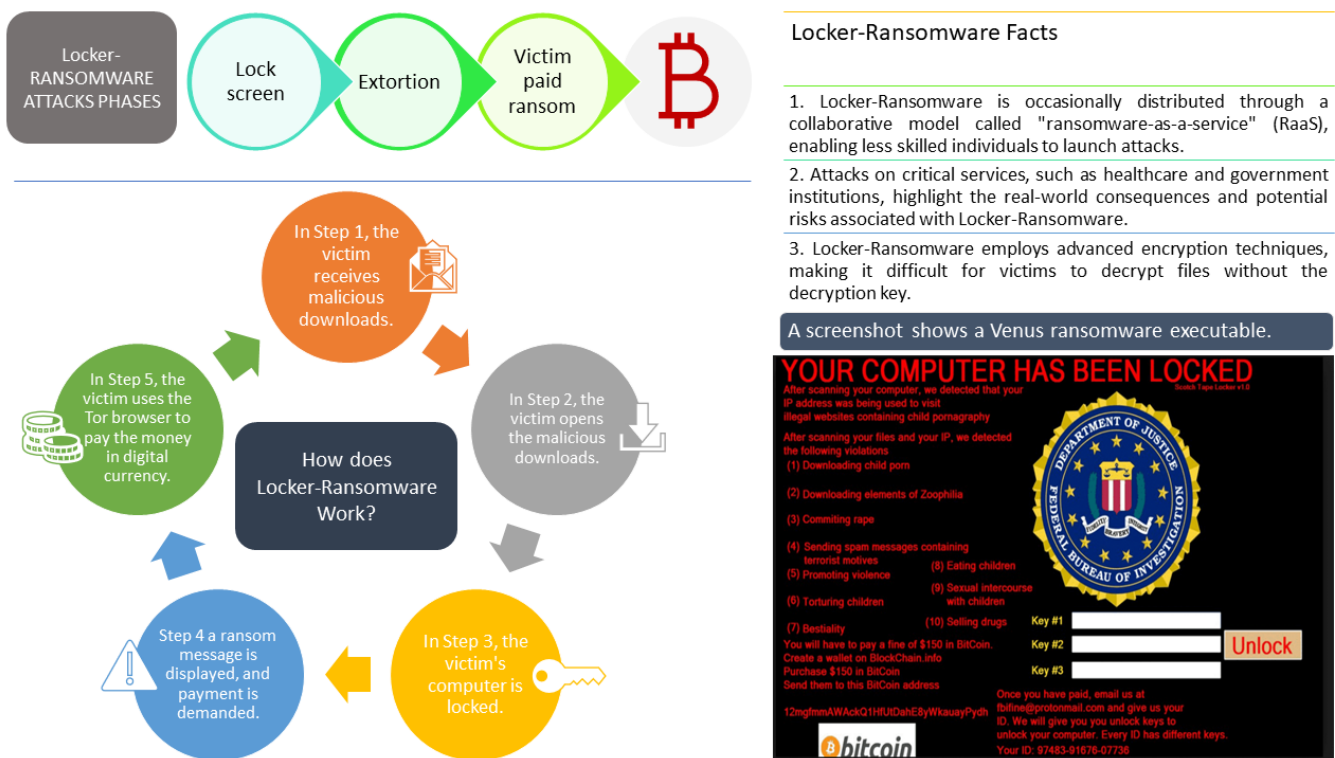 Locker-
RANSOMWARE
ATTACKS PHASES
Lock
screen
Extortion
Victim
paid
ransom
In Step 1, the
victim
receives
malicious
downloads.
In Step 2, the
victim opens
the malicious
downloads.
In Step 3, the
victim's
computer is
locked.
Step 4 a ransom
message is
displayed, and
payment is
demanded.
In Step 5, the
victim uses the
Tor browser to
pay the money
in digital
currency.
How does
Locker-Ransomware
Work?
Locker-Ransomware Facts
1. Locker-Ransomware is occasionally distributed through a
collaborative model called "ransomware-as-a-service" (RaaS),
enabling less skilled individuals to launch attacks.
2. Attacks on critical services, such as healthcare and government
institutions, highlight the real-world consequences and potential
risks associated with Locker-Ransomware.
3. Locker-Ransomware employs advanced encryption techniques,
making it difficult for victims to decrypt files without the
decryption key.
A screenshot shows a Venus ransomware executable.
YOUR COMPUTER HAS BEEN LOCKED
Scotch Tape Locker v1.0
After scanning your computer, we detected that your
IP address was being used to visit
illegal websites containing child pornagraphy
After scanning your files and your IP, we detected
the following violations
(1) Downloading child porn
(2) Downloading elements of Zoophilia
(3) Commiting rape
(4) Sending spam messages containing
terrorist motives
(5) Promoting violence
(6) Torturing children
(7) Bestiality
(8) Eating children
(9) Sexual intercourse
with children
(10) Selling drugs
You will have to pay a fine of $150 in BitCoin.
Create a wallet on BlockChain.info
Purchase $150 in BitCoin
Send them to this BitCoin address
12mgfmmAWAckQ1HfUtDahE8yWkauayPydh
bitcoin
DEPARTMENT OF JUSTICE
FIDELITY BRAVERY INTEGRITY
FEDERAL BUREAU OF INVESTIGATION
Key #1
Key #2
Key #3
Unlock
Once you have paid, email us at
fbifine@protonmail.com and give us your
ID. We will give you you unlock keys to
unlock your computer. Every ID has different keys.
Your ID: 97483-91676-07736